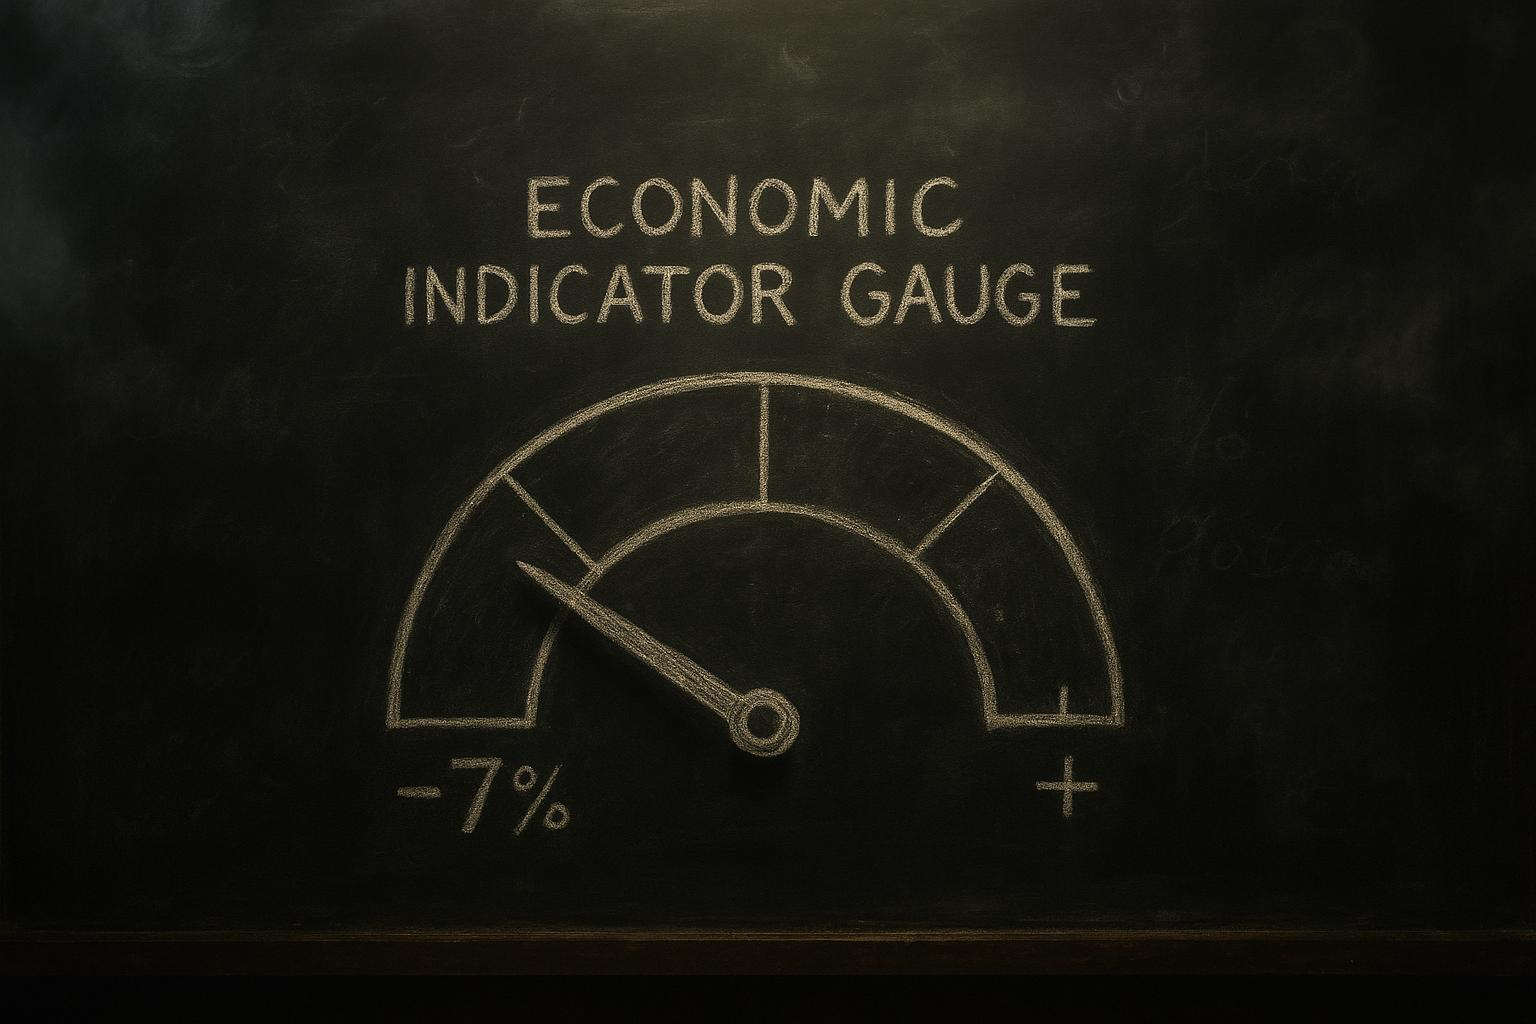 ECONOMIC
INDICATOR GAUGE
-7% +